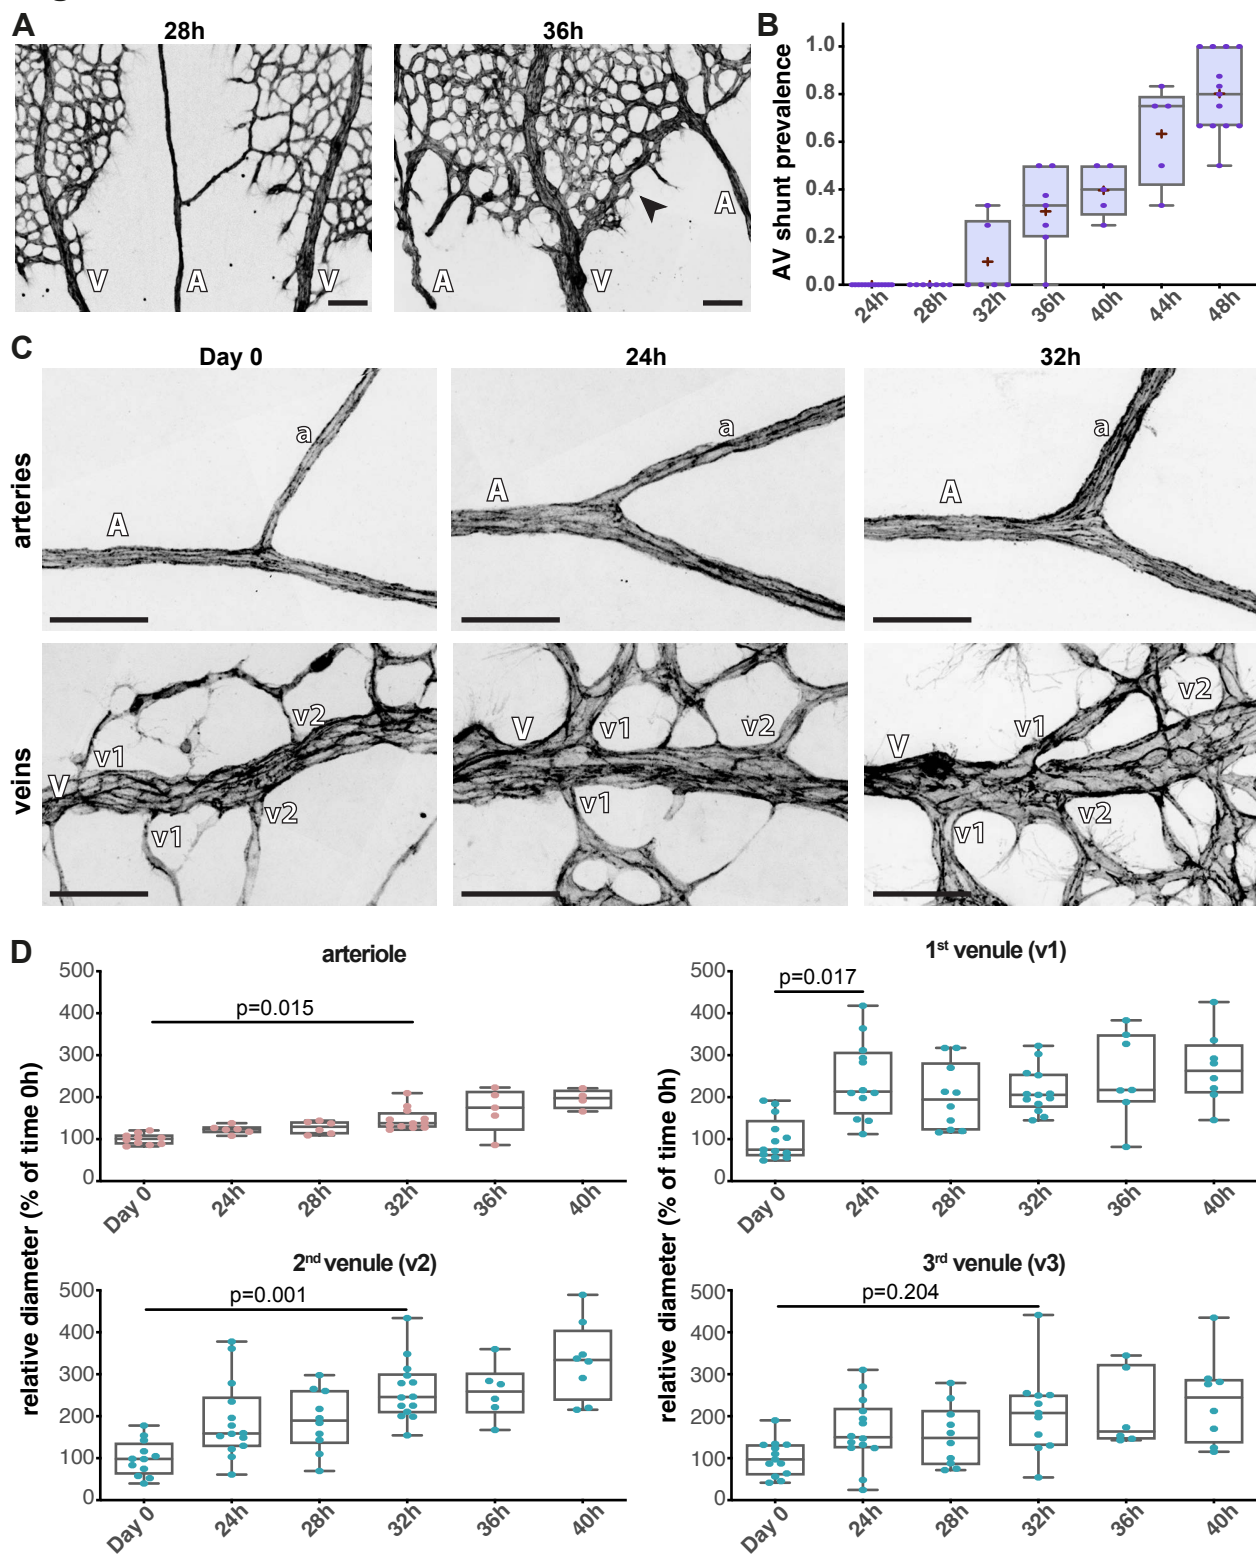 A
28h
36h
V
A
V
A
V
A
B
AV shunt prevalence
1.0
0.8
0.6
0.4
0.2
0.0
24h
28h
32h
36h
40h
44h
48h
C
Day 0
24h
32h
arteries
A
a
A
a
A
a
veins
V
v1
v2
v1
v2
V
v1
v2
v1
V
v1
v2
v1
v2
D
relative diameter (% of time 0h)
arteriole
p=0.015
500
400
300
200
100
0
Day 0
24h
28h
32h
36h
40h
relative diameter (% of time 0h)
1st venule (v1)
p=0.017
500
400
300
200
100
0
Day 0
24h
28h
32h
36h
40h
2nd venule (v2)
p=0.001
500
400
300
200
100
0
Day 0
24h
28h
32h
36h
40h
3rd venule (v3)
p=0.204
500
400
300
200
100
0
Day 0
24h
28h
32h
36h
40h